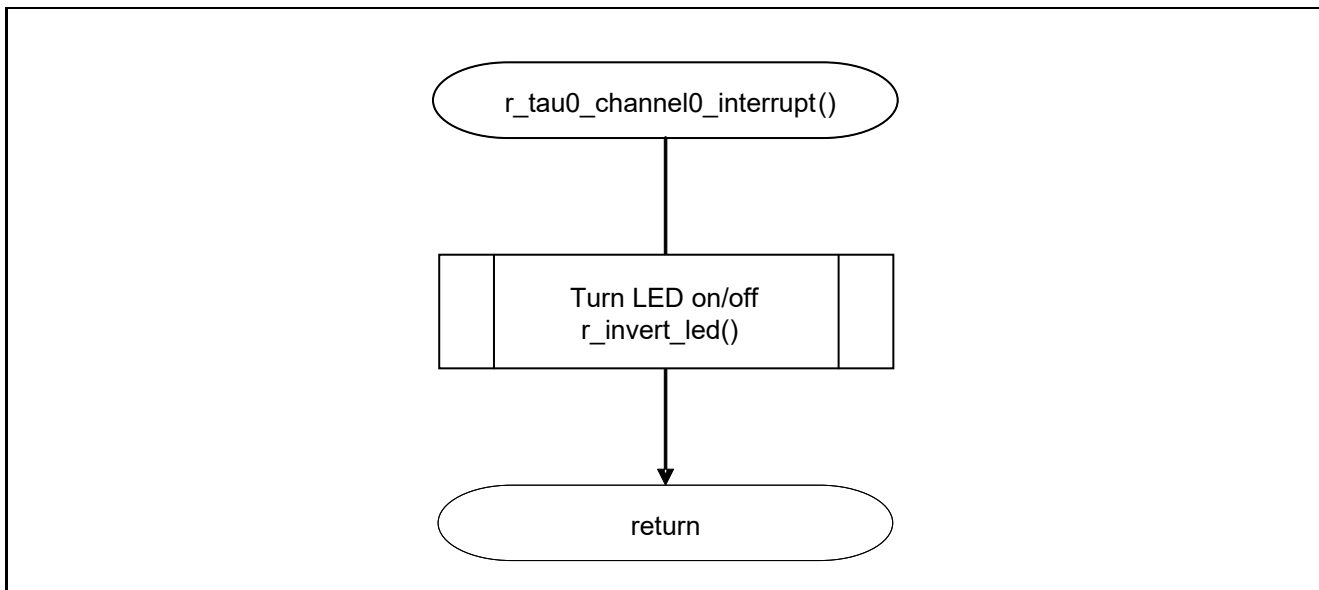 r_tau0_channel0_interrupt()
Turn LED on/off
r_invert_led()
return